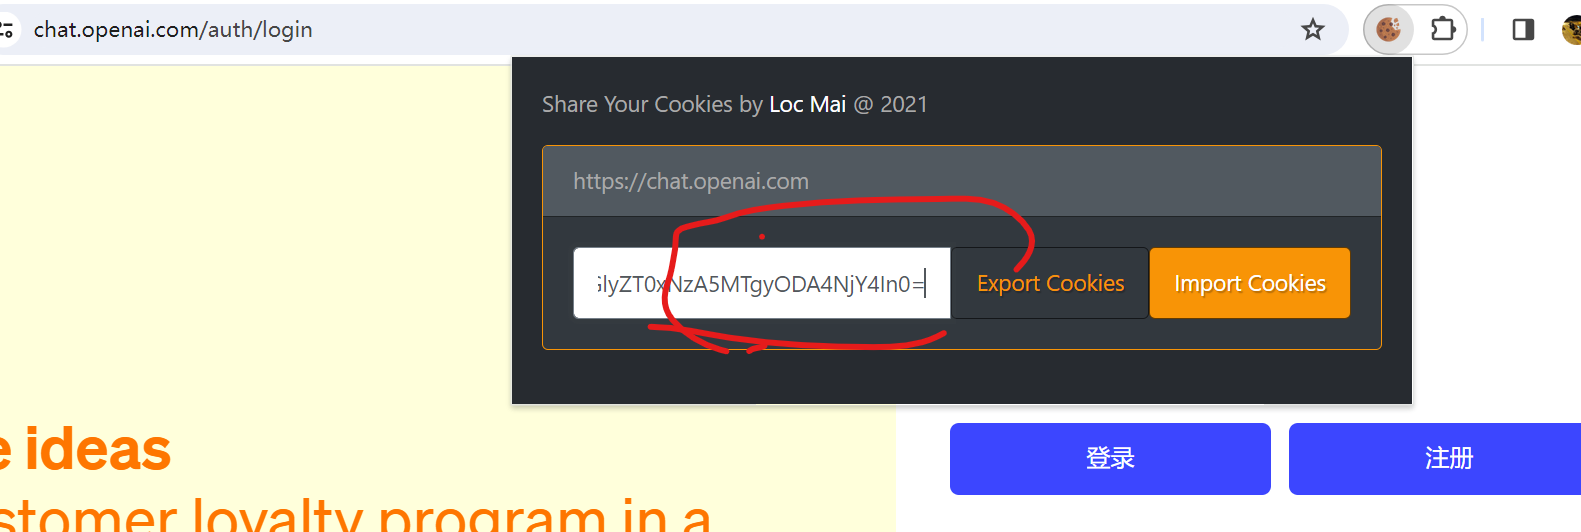 chat.openai.com/auth/login
Share Your Cookies by Loc Mai @ 2021
https://chat.openai.com
lyZT0xNzA5MTgyODA4NjY4In0=
Export Cookies
Import Cookies
e ideas
stomer loyalty program in a
登录
注册